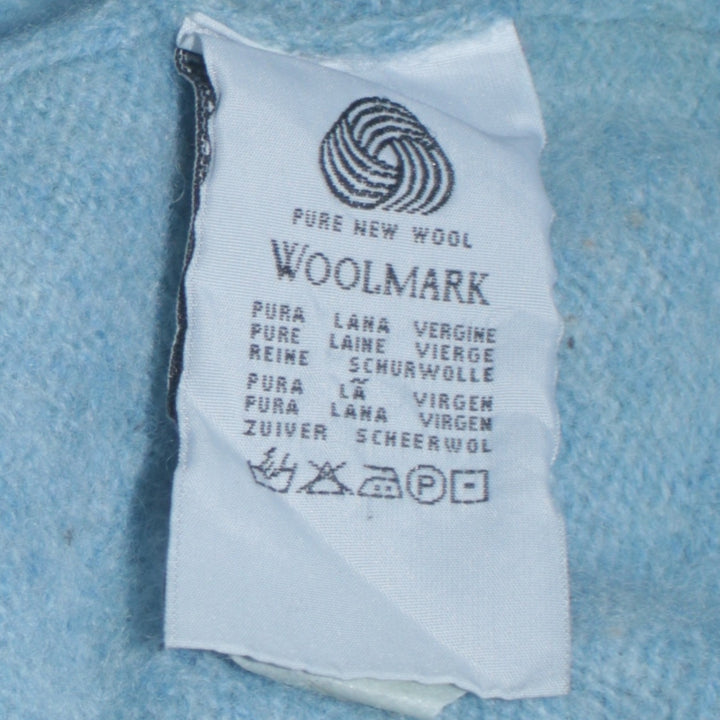 PURE NEW WOOL
WOOLMARK
PURA LANA VERGINE
PURE LAINE VIERGE
REINE SCHURWOLLE
PURA LÃ VIRGEM
PURA LANA VIRGEN
ZUIVER SCHEERWOL
P